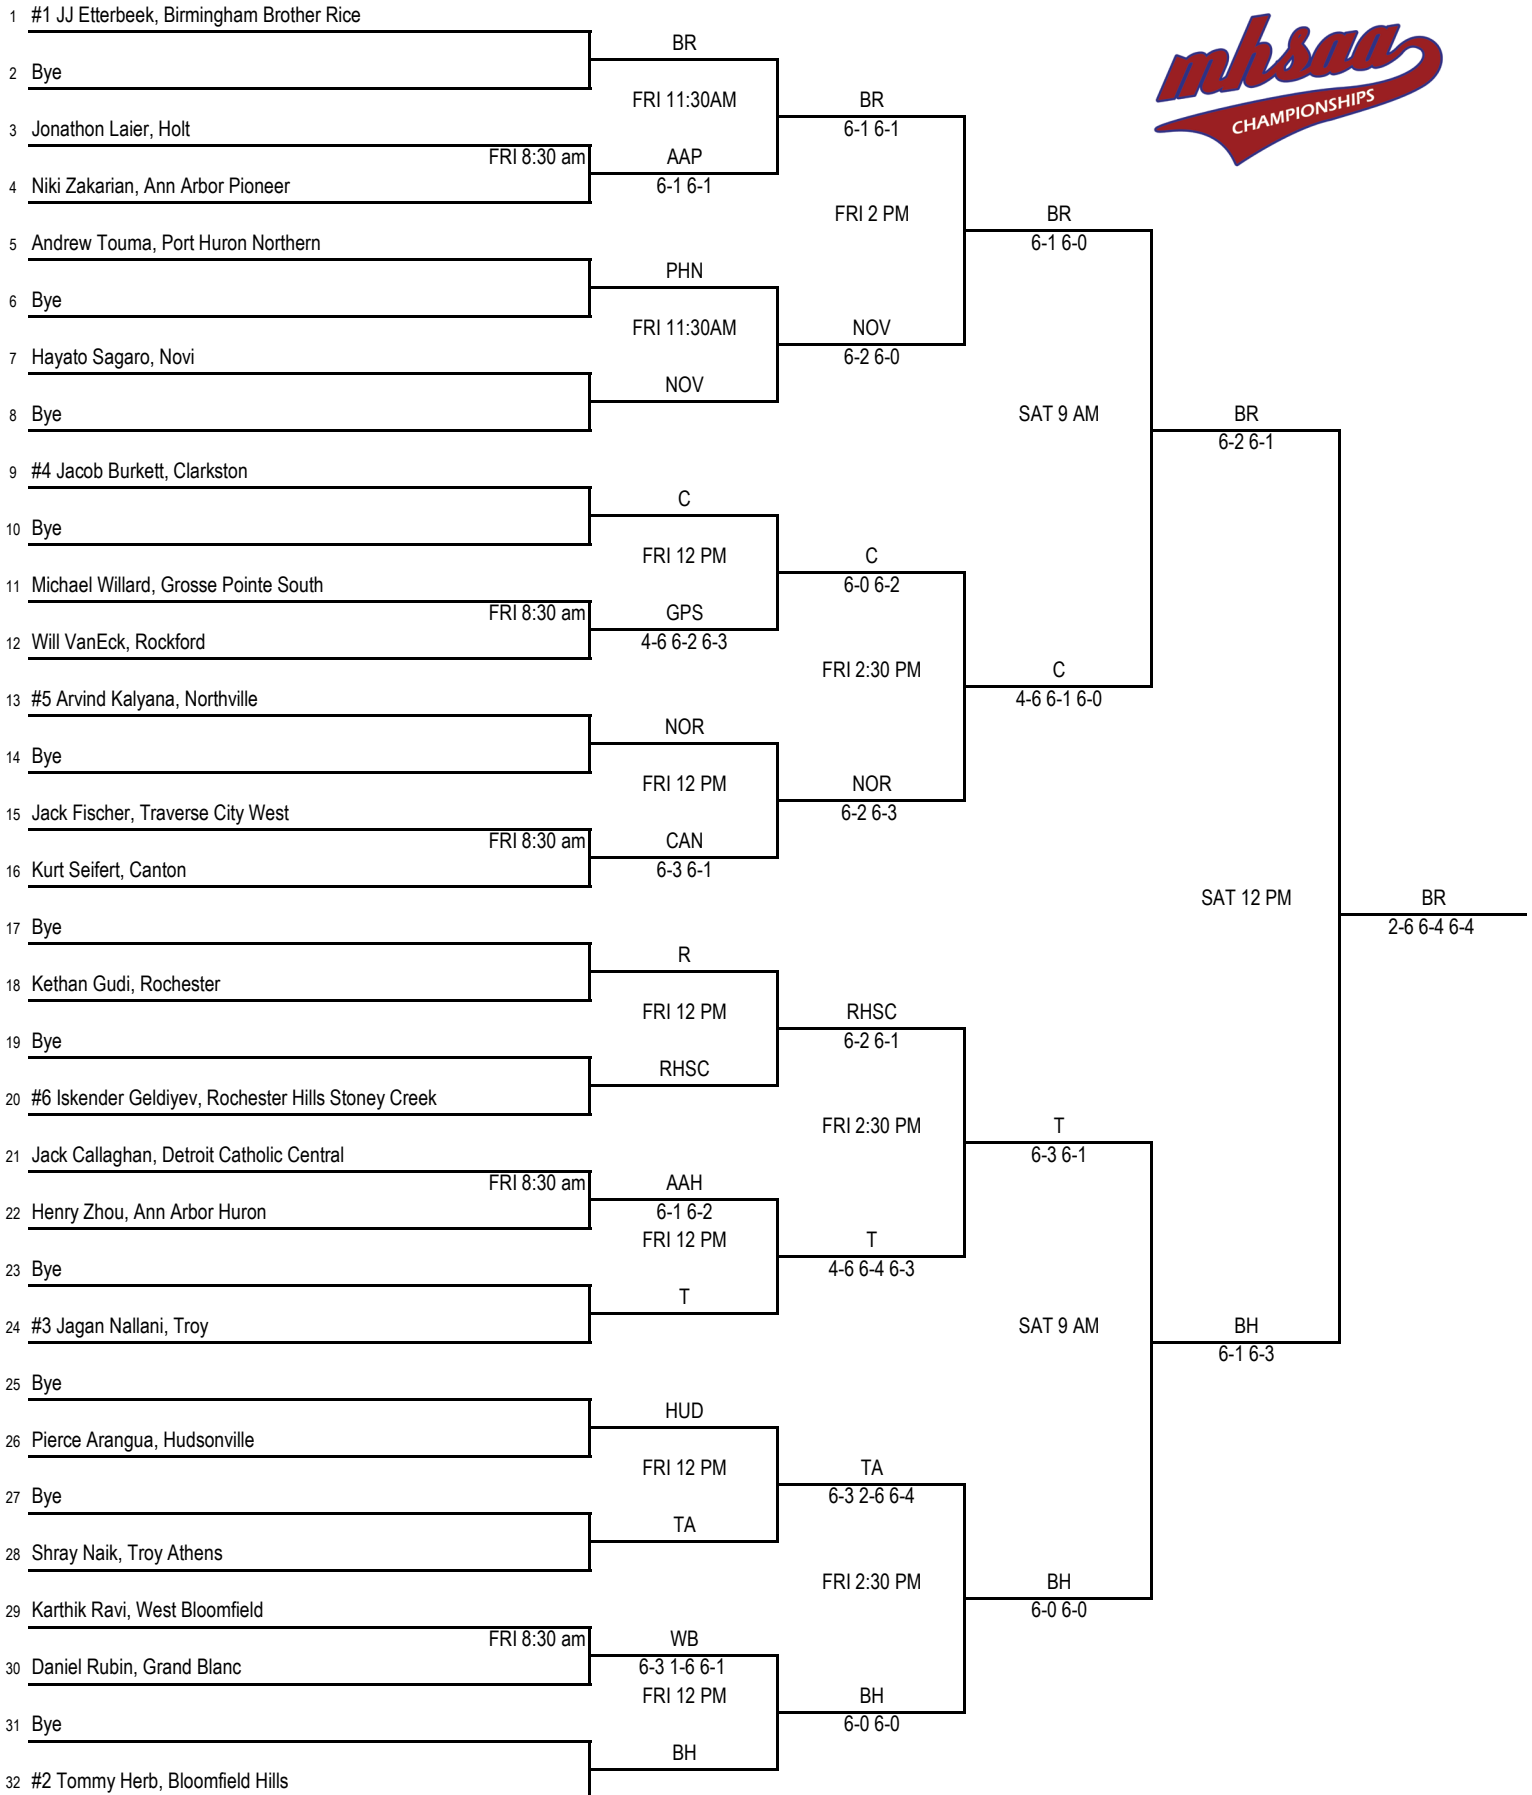 1 #1 JJ Etterbeek, Birmingham Brother Rice
BR
2 Bye
FRI 11:30AM
BR
6-1 6-1
3 Jonathon Laier, Holt
FRI 8:30 am
AAP
6-1 6-1
4 Niki Zakarian, Ann Arbor Pioneer
FRI 2 PM
BR
6-1 6-0
5 Andrew Touma, Port Huron Northern
PHN
6 Bye
FRI 11:30AM
NOV
6-2 6-0
7 Hayato Sagaro, Novi
NOV
8 Bye
SAT 9 AM
BR
6-2 6-1
9 #4 Jacob Burkett, Clarkston
C
10 Bye
FRI 12 PM
C
6-0 6-2
11 Michael Willard, Grosse Pointe South
FRI 8:30 am
GPS
4-6 6-2 6-3
12 Will VanEck, Rockford
FRI 2:30 PM
C
4-6 6-1 6-0
13 #5 Arvind Kalyana, Northville
NOR
14 Bye
FRI 12 PM
NOR
6-2 6-3
15 Jack Fischer, Traverse City West
FRI 8:30 am
CAN
6-3 6-1
16 Kurt Seifert, Canton
SAT 12 PM
BR
2-6 6-4 6-4
17 Bye
R
18 Kethan Gudi, Rochester
FRI 12 PM
RHSC
6-2 6-1
19 Bye
RHSC
20 #6 Iskender Geldiyev, Rochester Hills Stoney Creek
FRI 2:30 PM
T
6-3 6-1
21 Jack Callaghan, Detroit Catholic Central
FRI 8:30 am
AAH
6-1 6-2
22 Henry Zhou, Ann Arbor Huron
FRI 12 PM
T
4-6 6-4 6-3
23 Bye
T
24 #3 Jagan Nallani, Troy
SAT 9 AM
BH
6-1 6-3
25 Bye
HUD
26 Pierce Arangua, Hudsonville
FRI 12 PM
TA
6-3 2-6 6-4
27 Bye
TA
28 Shray Naik, Troy Athens
FRI 2:30 PM
BH
6-0 6-0
29 Karthik Ravi, West Bloomfield
FRI 8:30 am
WB
6-3 1-6 6-1
30 Daniel Rubin, Grand Blanc
FRI 12 PM
BH
6-0 6-0
31 Bye
BH
32 #2 Tommy Herb, Bloomfield Hills
mhsaa
CHAMPIONSHIPS